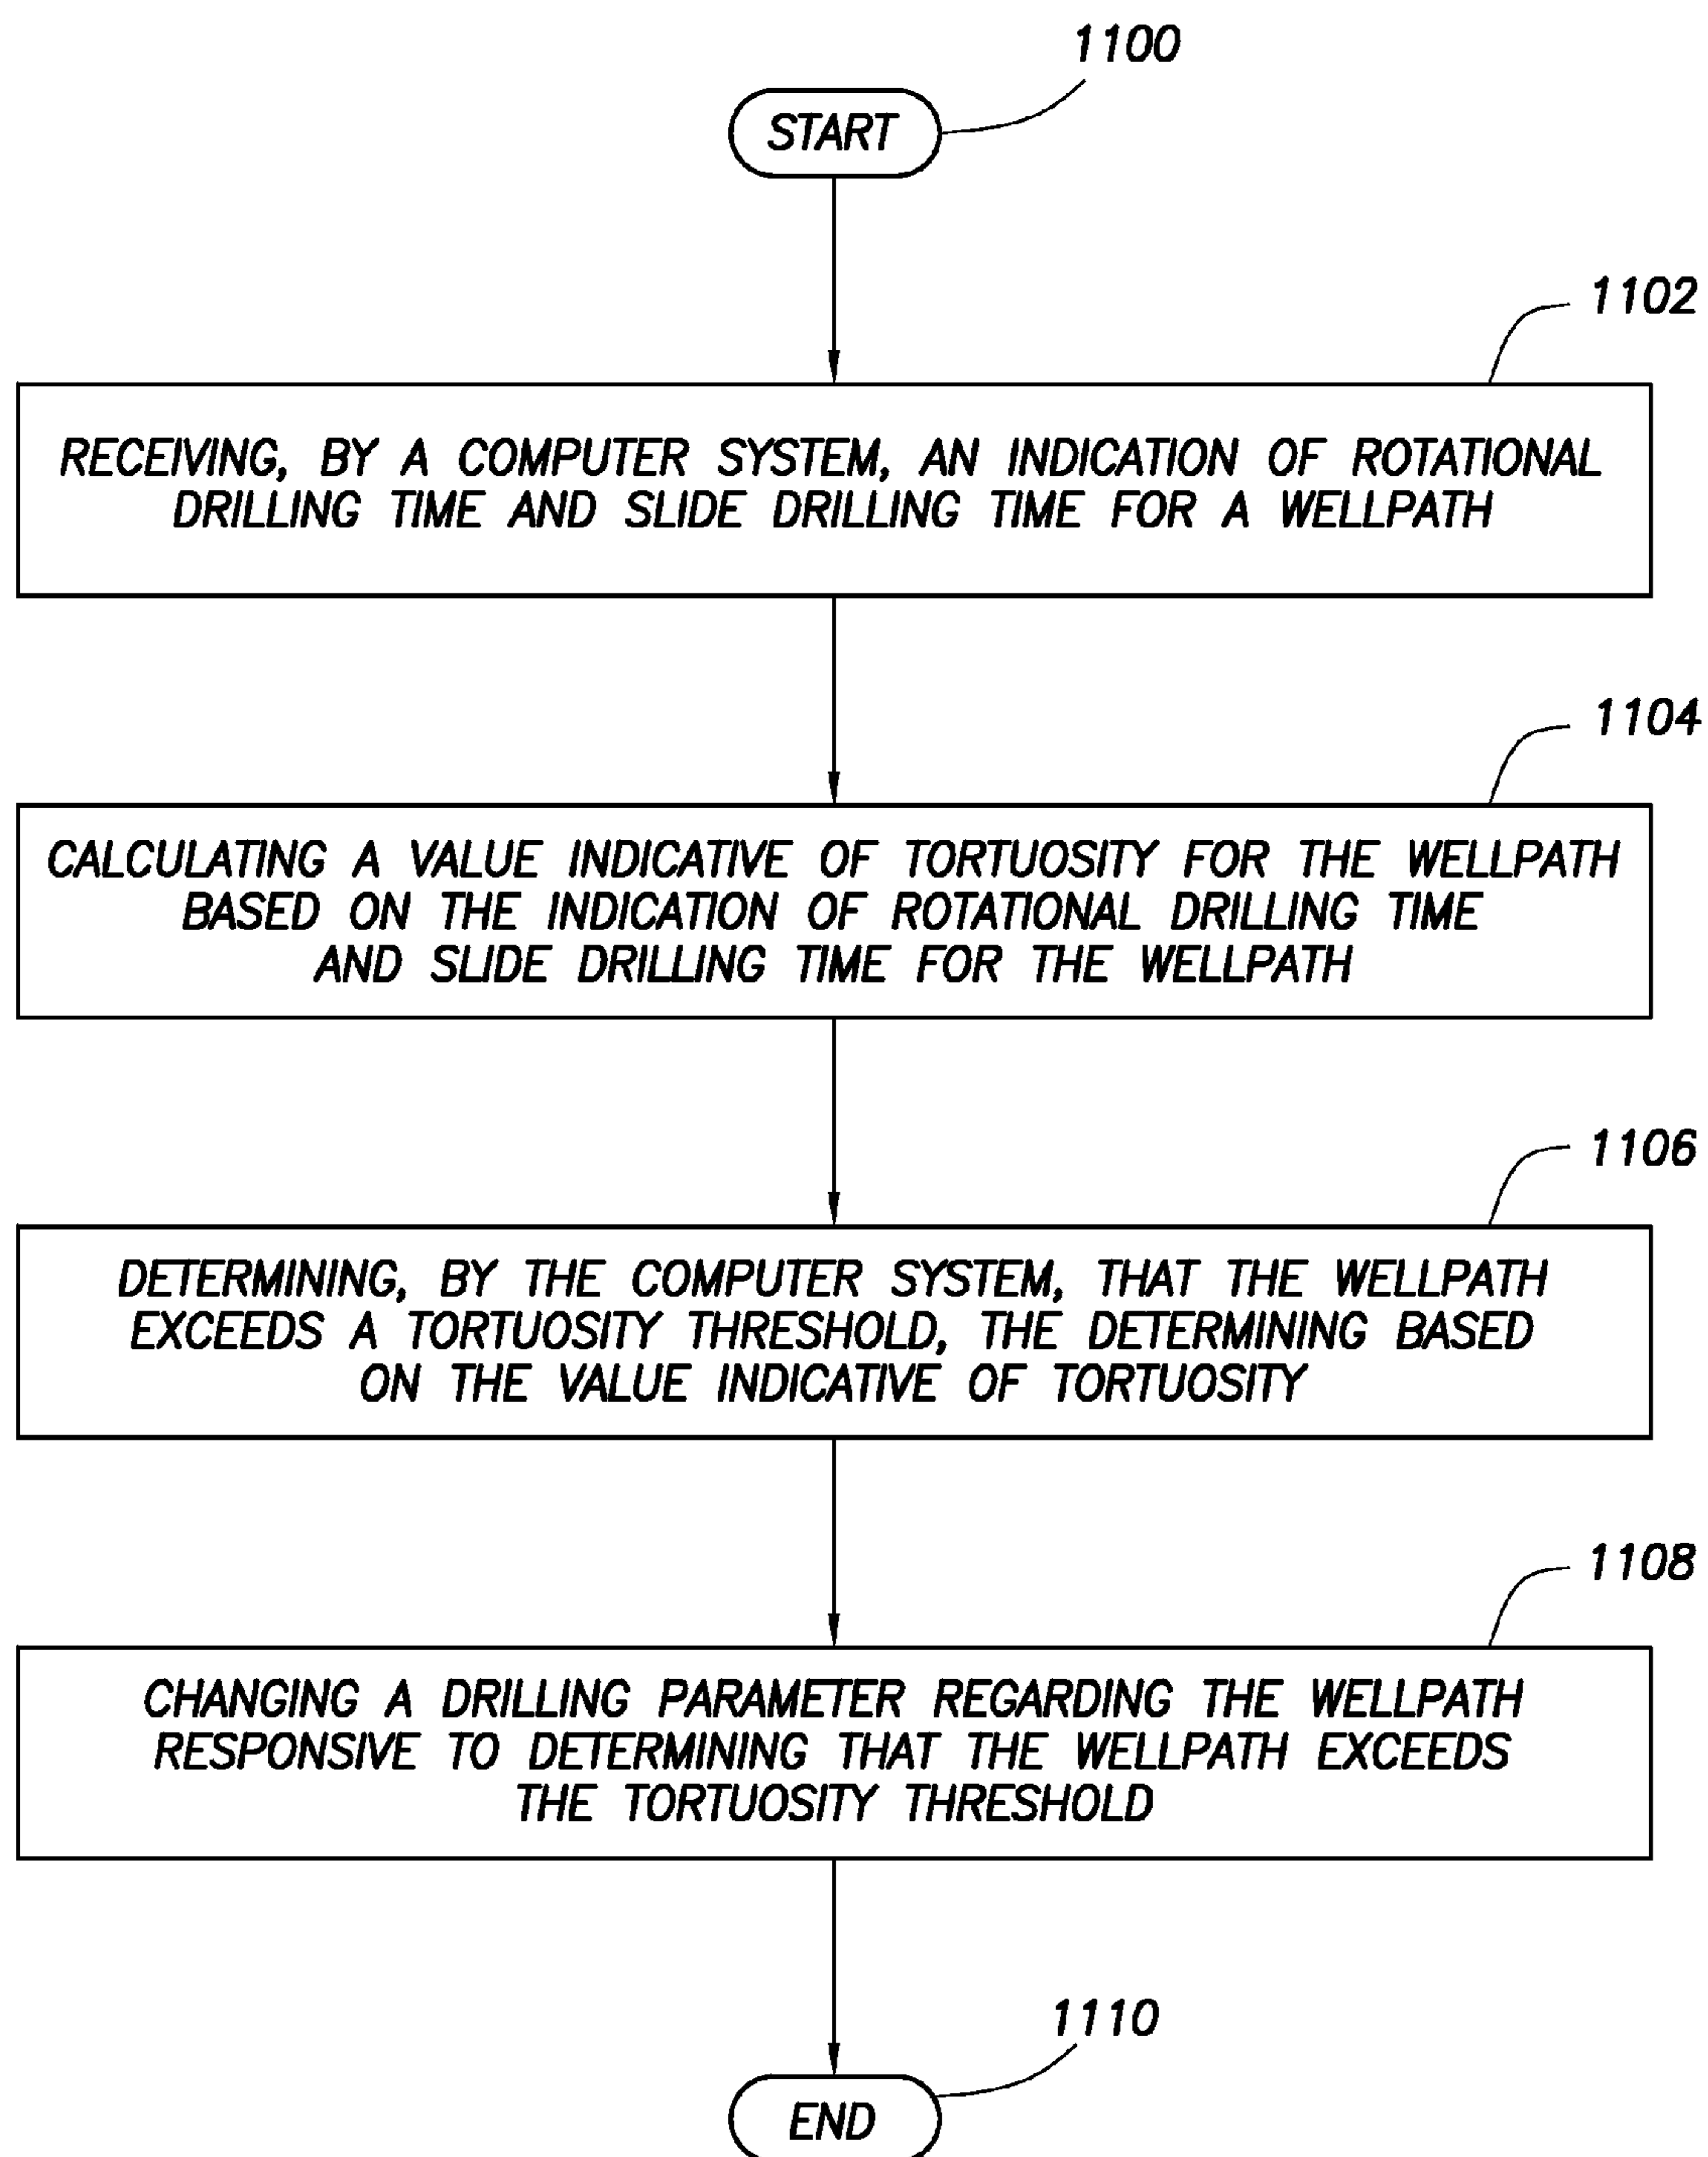 1100
START
1102
RECEIVING, BY A COMPUTER SYSTEM, AN INDICATION OF ROTATIONAL
DRILLING TIME AND SLIDE DRILLING TIME FOR A WELLPATH
1104
CALCULATING A VALUE INDICATIVE OF TORTUOSITY FOR THE WELLPATH
BASED ON THE INDICATION OF ROTATIONAL DRILLING TIME
AND SLIDE DRILLING TIME FOR THE WELLPATH
1106
DETERMINING, BY THE COMPUTER SYSTEM, THAT THE WELLPATH
EXCEEDS A TORTUOSITY THRESHOLD, THE DETERMINING BASED
ON THE VALUE INDICATIVE OF TORTUOSITY
1108
CHANGING A DRILLING PARAMETER REGARDING THE WELLPATH
RESPONSIVE TO DETERMINING THAT THE WELLPATH EXCEEDS
THE TORTUOSITY THRESHOLD
1110
END